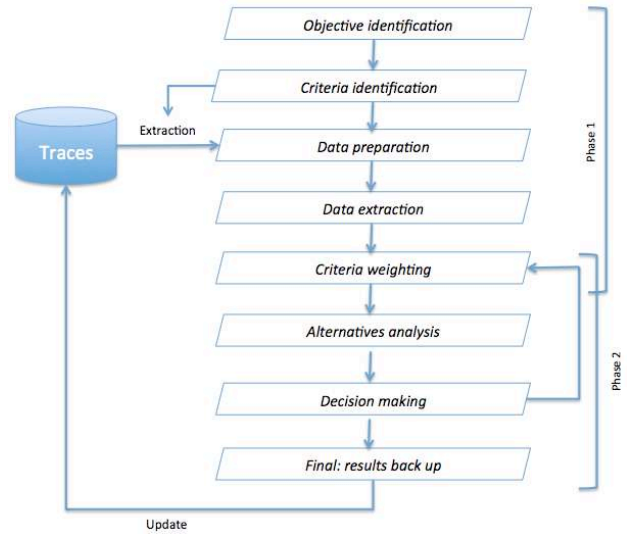 Objective identification
Criteria identification
Extraction
Traces
Data preparation
Phase 1
Data extraction
Criteria weighting
Alternatives analysis
Phase 2
Decision making
Final: results back up
Update